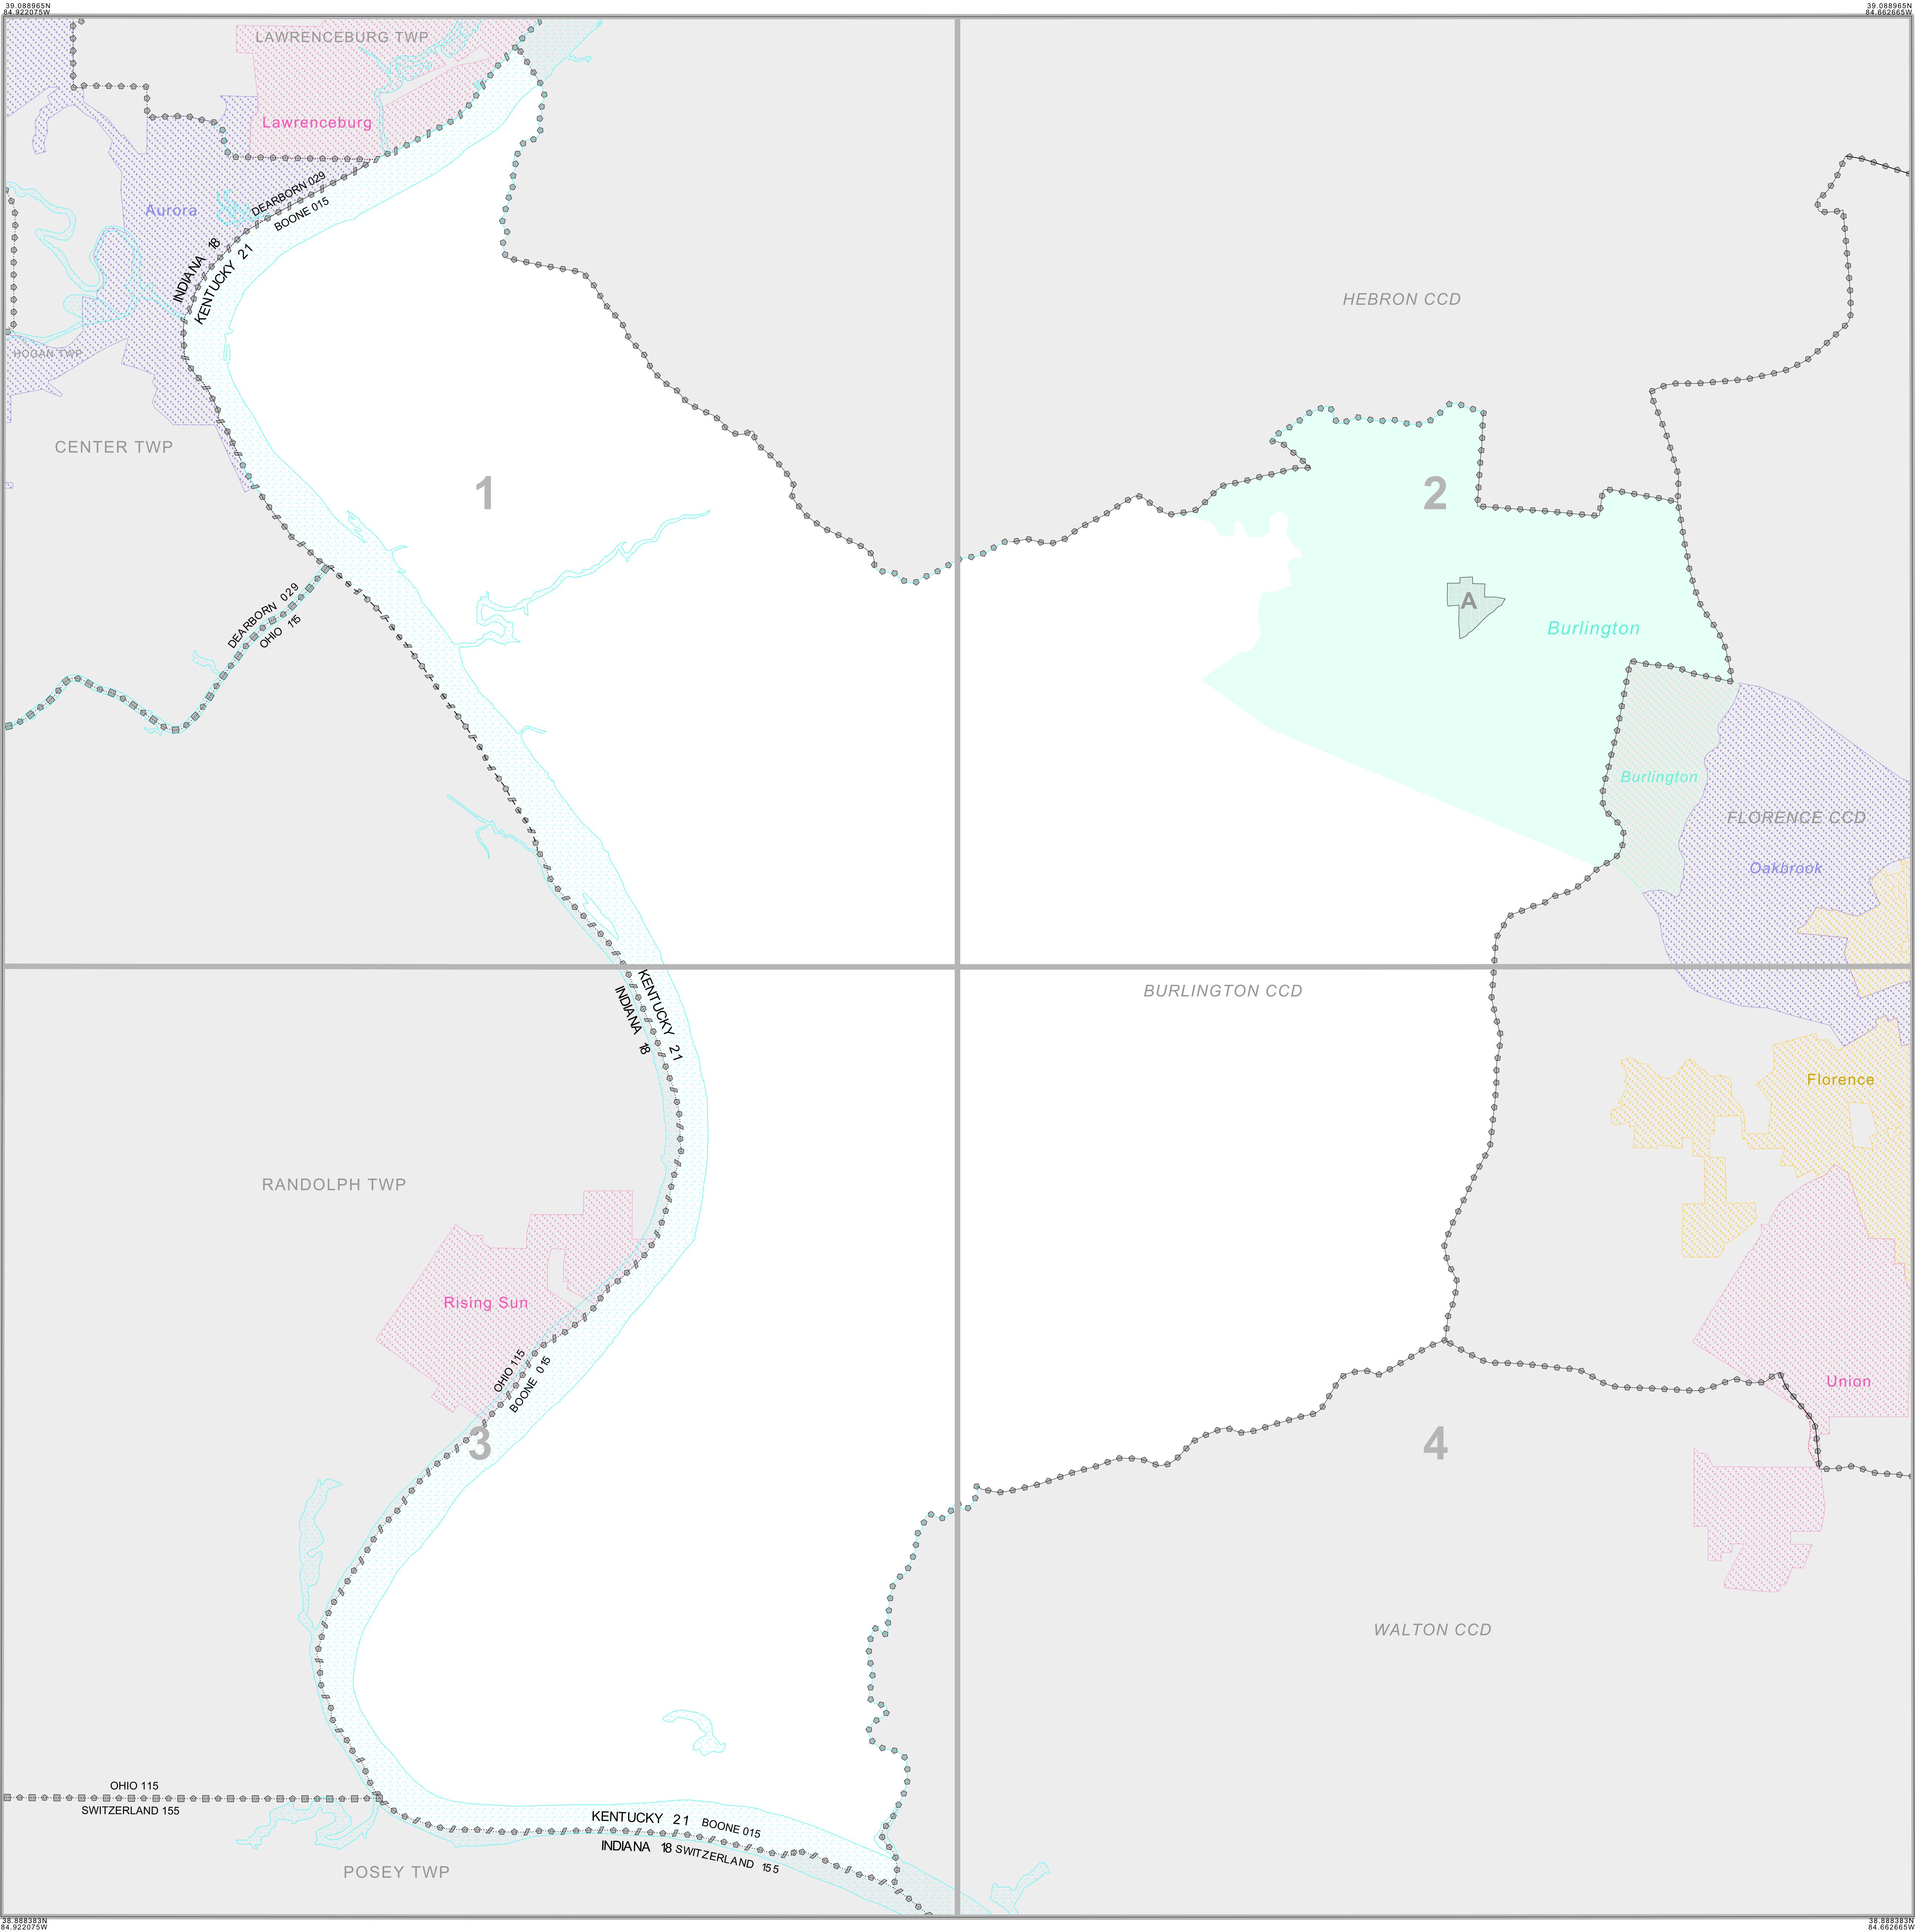 39.088965N
84.922075W
39.088965N
84.662665W
LAWRENCEBURG TWP
Lawrenceburg
DEARBORN 029
BOONE 015
Aurora
INDIANA 18
KENTUCKY 21
HEBRON CCD
HOGAN TWP
CENTER TWP
1
2
A
DEARBORN 029
OHIO 115
Burlington
Burlington
FLORENCE CCD
Oakbrook
KENTUCKY 21
INDIANA 18
BURLINGTON CCD
Florence
RANDOLPH TWP
Rising Sun
OHIO 115
BOONE 015
Union
3
4
WALTON CCD
OHIO 115
SWITZERLAND 155
KENTUCKY 21 BOONE 015
INDIANA 18 SWITZERLAND 155
POSEY TWP
38.888383N
84.922075W
38.888383N
84.662665W